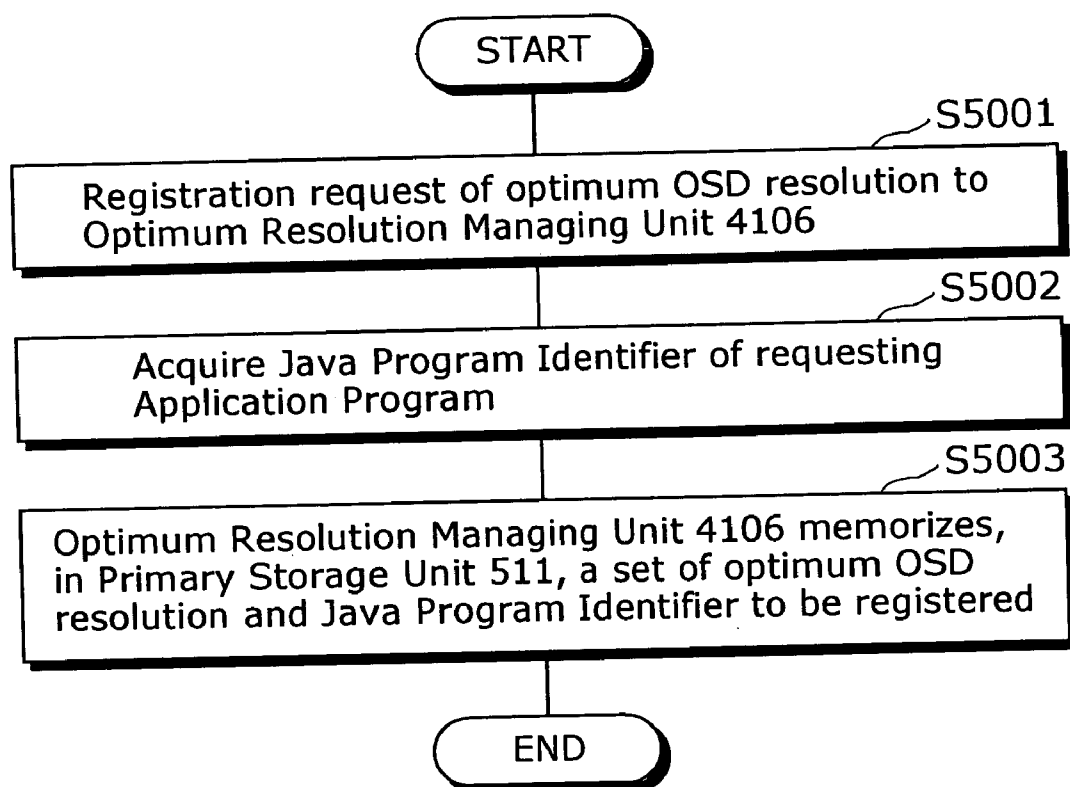 START
S5001
Registration request of optimum OSD resolution to
Optimum Resolution Managing Unit 4106
S5002
Acquire Java Program Identifier of requesting
Application Program
S5003
Optimum Resolution Managing Unit 4106 memorizes,
in Primary Storage Unit 511, a set of optimum OSD
resolution and Java Program Identifier to be registered
END